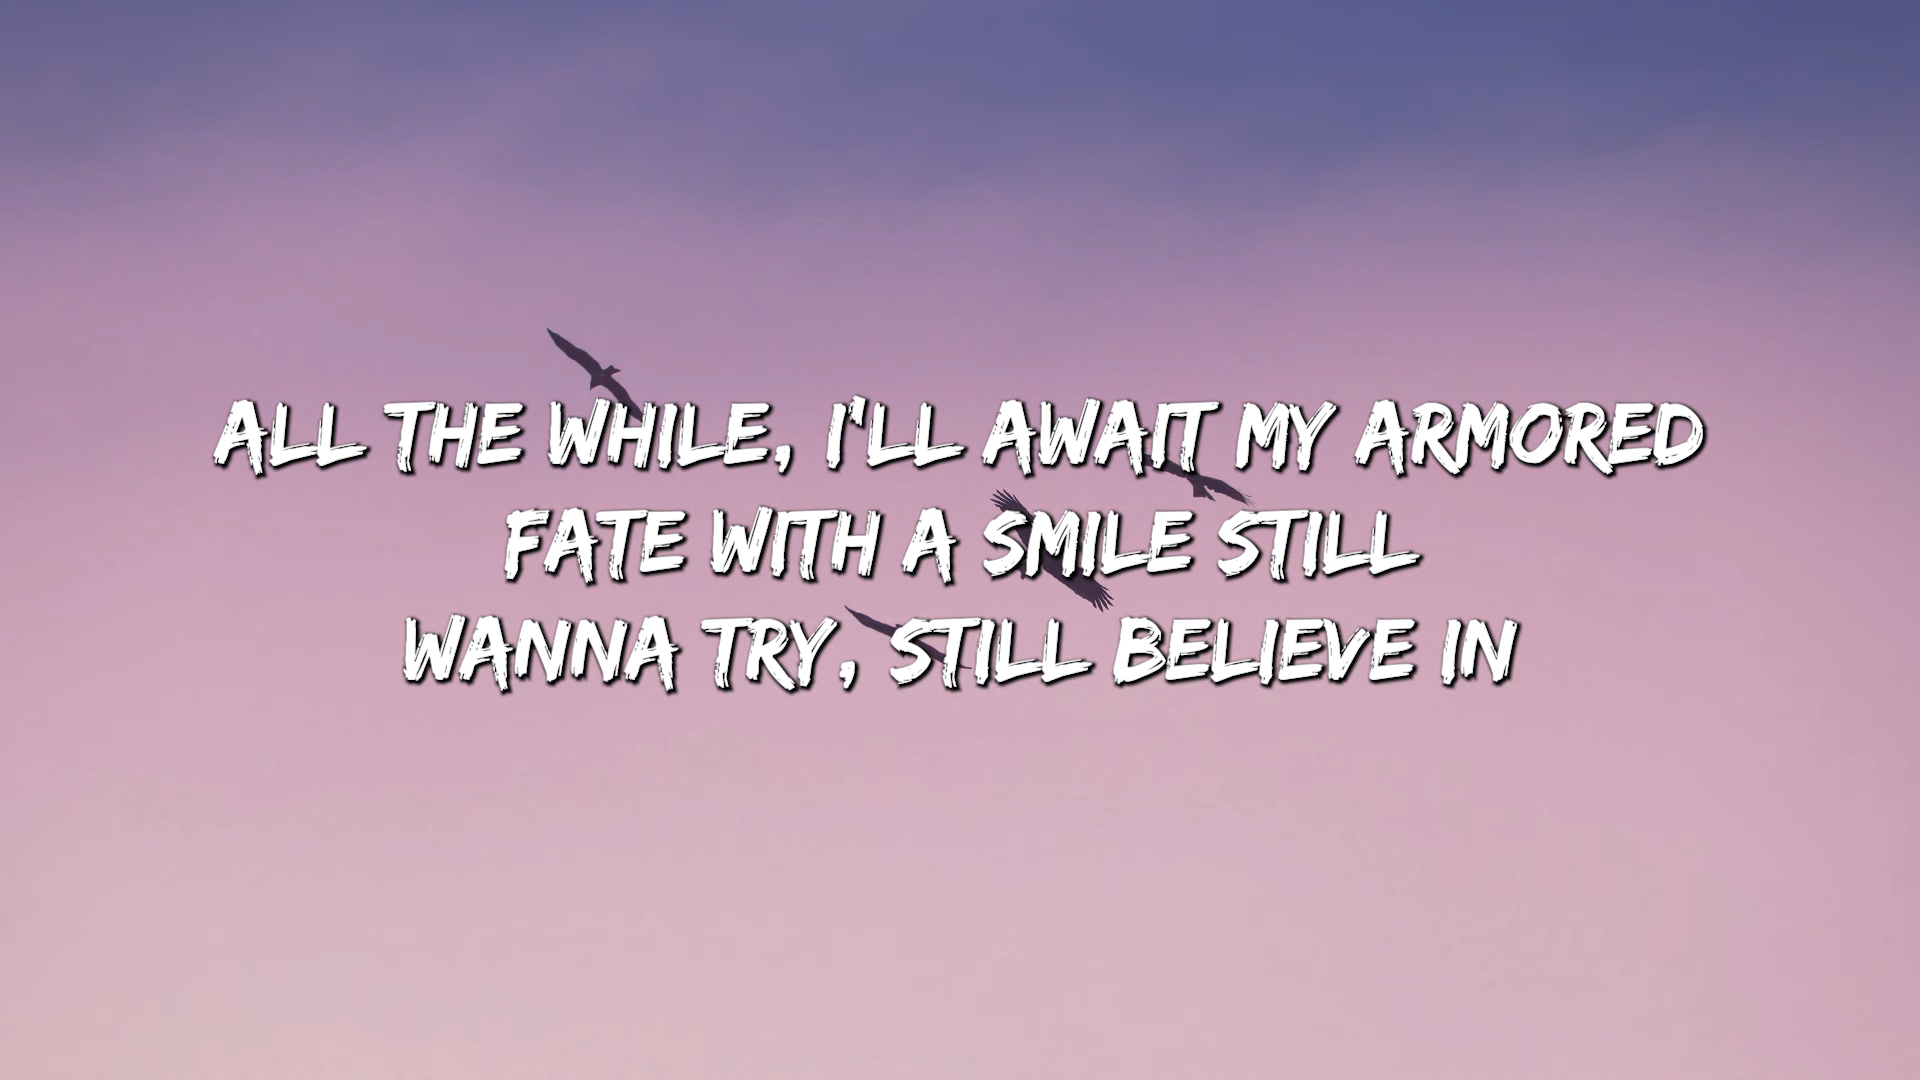 ALL THE WHILE, I'LL AWAIT MY ARMORED
FATE WITH A SMILE STILL
WANNA TRY, STILL BELIEVE IN